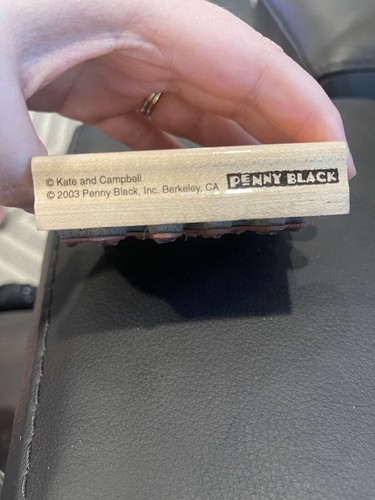 © Kate and Campbell
© 2003 Penny Black, Inc. Berkeley, CA
PENNY BLACK